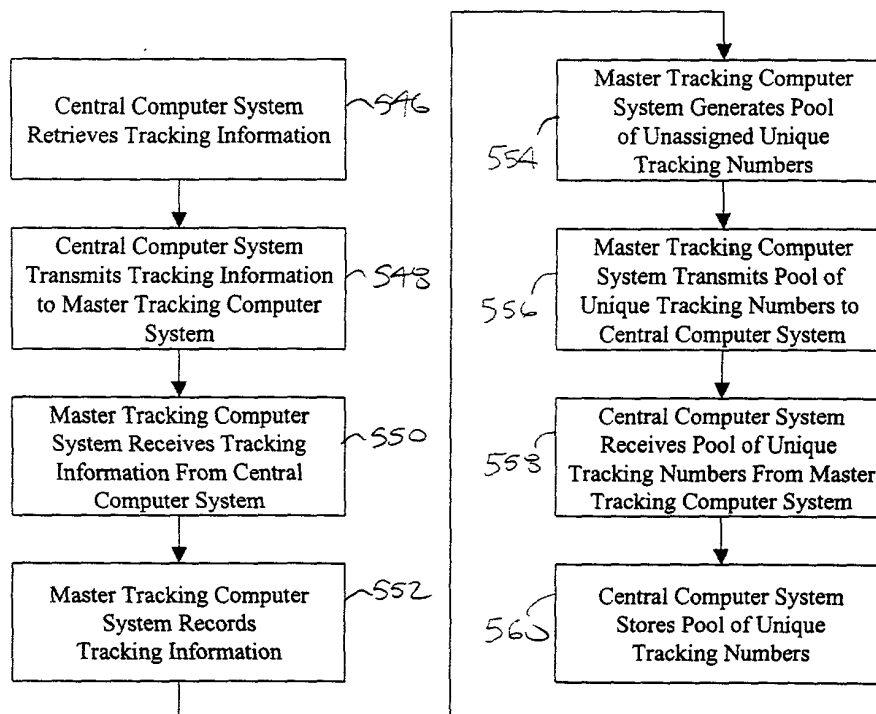 Central Computer System
Retrieves Tracking Information
546
Central Computer System
Transmits Tracking Information
to Master Tracking Computer
System
548
Master Tracking Computer
System Receives Tracking
Information From Central
Computer System
550
Master Tracking Computer
System Records
Tracking Information
552
Master Tracking Computer
System Generates Pool
of Unassigned Unique
Tracking Numbers
554
Master Tracking Computer
System Transmits Pool of
Unique Tracking Numbers to
Central Computer System
556
Central Computer System
Receives Pool of Unique
Tracking Numbers From Master
Tracking Computer System
558
Central Computer System
Stores Pool of Unique
Tracking Numbers
560